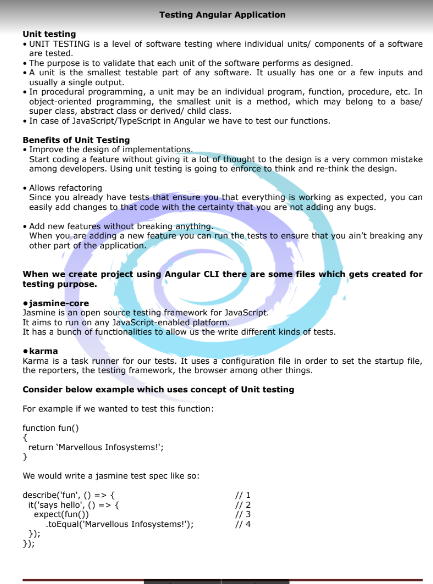 Testing Angular Application
Unit testing
• UNIT TESTING is a level of software testing where individual units/ components of a software
are tested.
• The purpose is to validate that each unit of the software performs as designed.
• A unit is the smallest testable part of any software. It usually has one or a few inputs and
usually a single output.
• In procedural programming, a unit may be an individual program, function, procedure, etc. In
object-oriented programming, the smallest unit is a method, which may belong to a base/
super class, abstract class or derived/ child class.
• In case of JavaScript/TypeScript in Angular we have to test our functions.
Benefits of Unit Testing
• Improve the design of implementations.
Start coding a feature without giving it a lot of thought to the design is a very common mistake
among developers. Using unit testing is going to enforce to think and re-think the design.
• Allows refactoring
Since you already have tests that ensure you that everything is working as expected, you can
easily add changes to that code with the certainty that you are not adding any bugs.
• Add new features without breaking anything.
When you are adding a new feature you can run the tests to ensure that you ain't breaking any
other part of the application.
When we create project using Angular CLI there are some files which gets created for
testing purpose.
• jasmine-core
Jasmine is an open source testing framework for JavaScript.
It aims to run on any JavaScript-enabled platform.
It has a bunch of functionalities to allow us the write different kinds of tests.
• karma
Karma is a task runner for our tests. It uses a configuration file in order to set the startup file,
the reporters, the testing framework, the browser among other things.
Consider below example which uses concept of Unit testing
For example if we wanted to test this function:
function fun()
{
return 'Marvellous Infosystems!';
}
We would write a jasmine test spec like so:
describe('fun', () => { // 1
it('says hello', () => { // 2
expect(fun()) // 3
.toEqual('Marvellous Infosystems!'); // 4
});
});